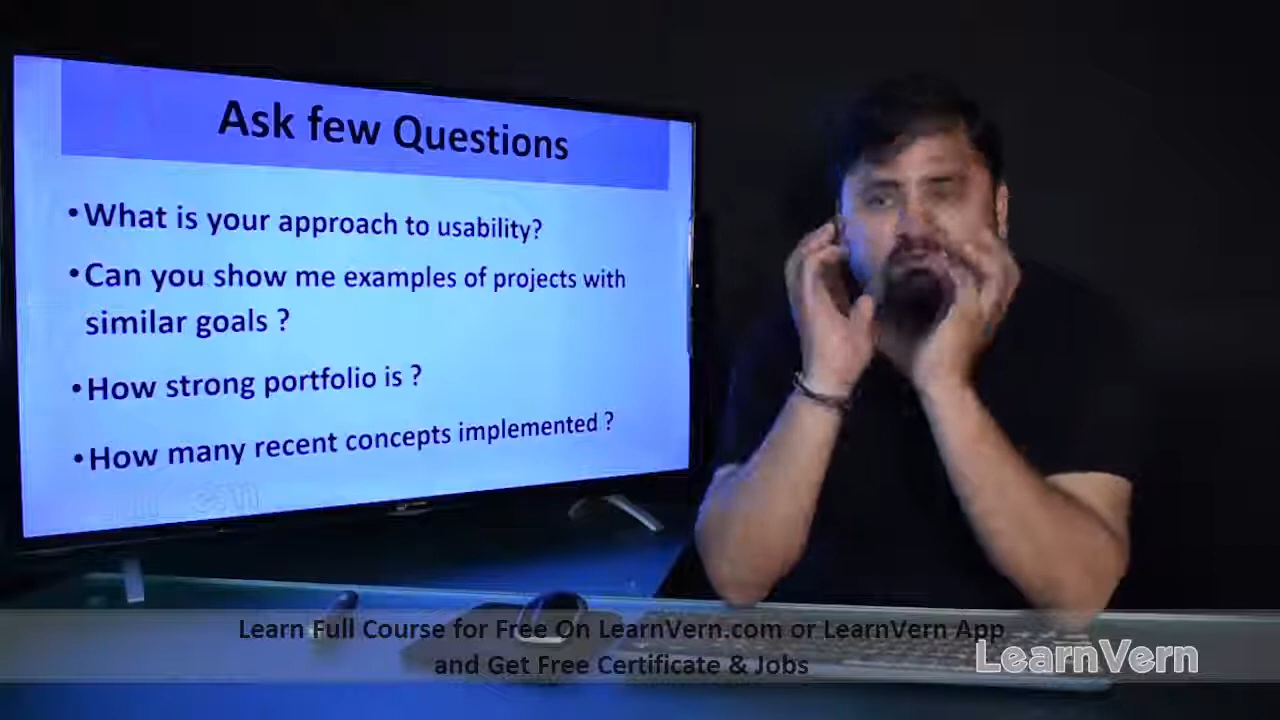 Ask few Questions
•What is your approach to usability?
•Can you show me examples of projects with
similar goals ?
•How strong portfolio is ?
•How many recent concepts implemented ?
Learn Full Course for Free On LearnVern.com or LearnVern App
and Get Free Certificate & Jobs
LearnVern